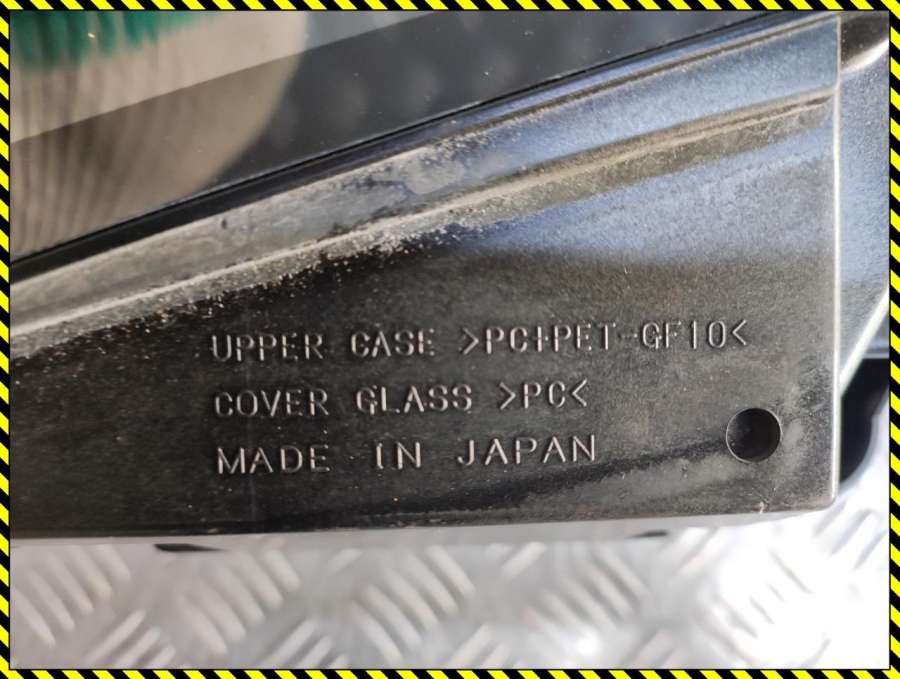 UPPER CASE >PC+PET-GF10<
COVER GLASS >PC<
MADE IN JAPAN